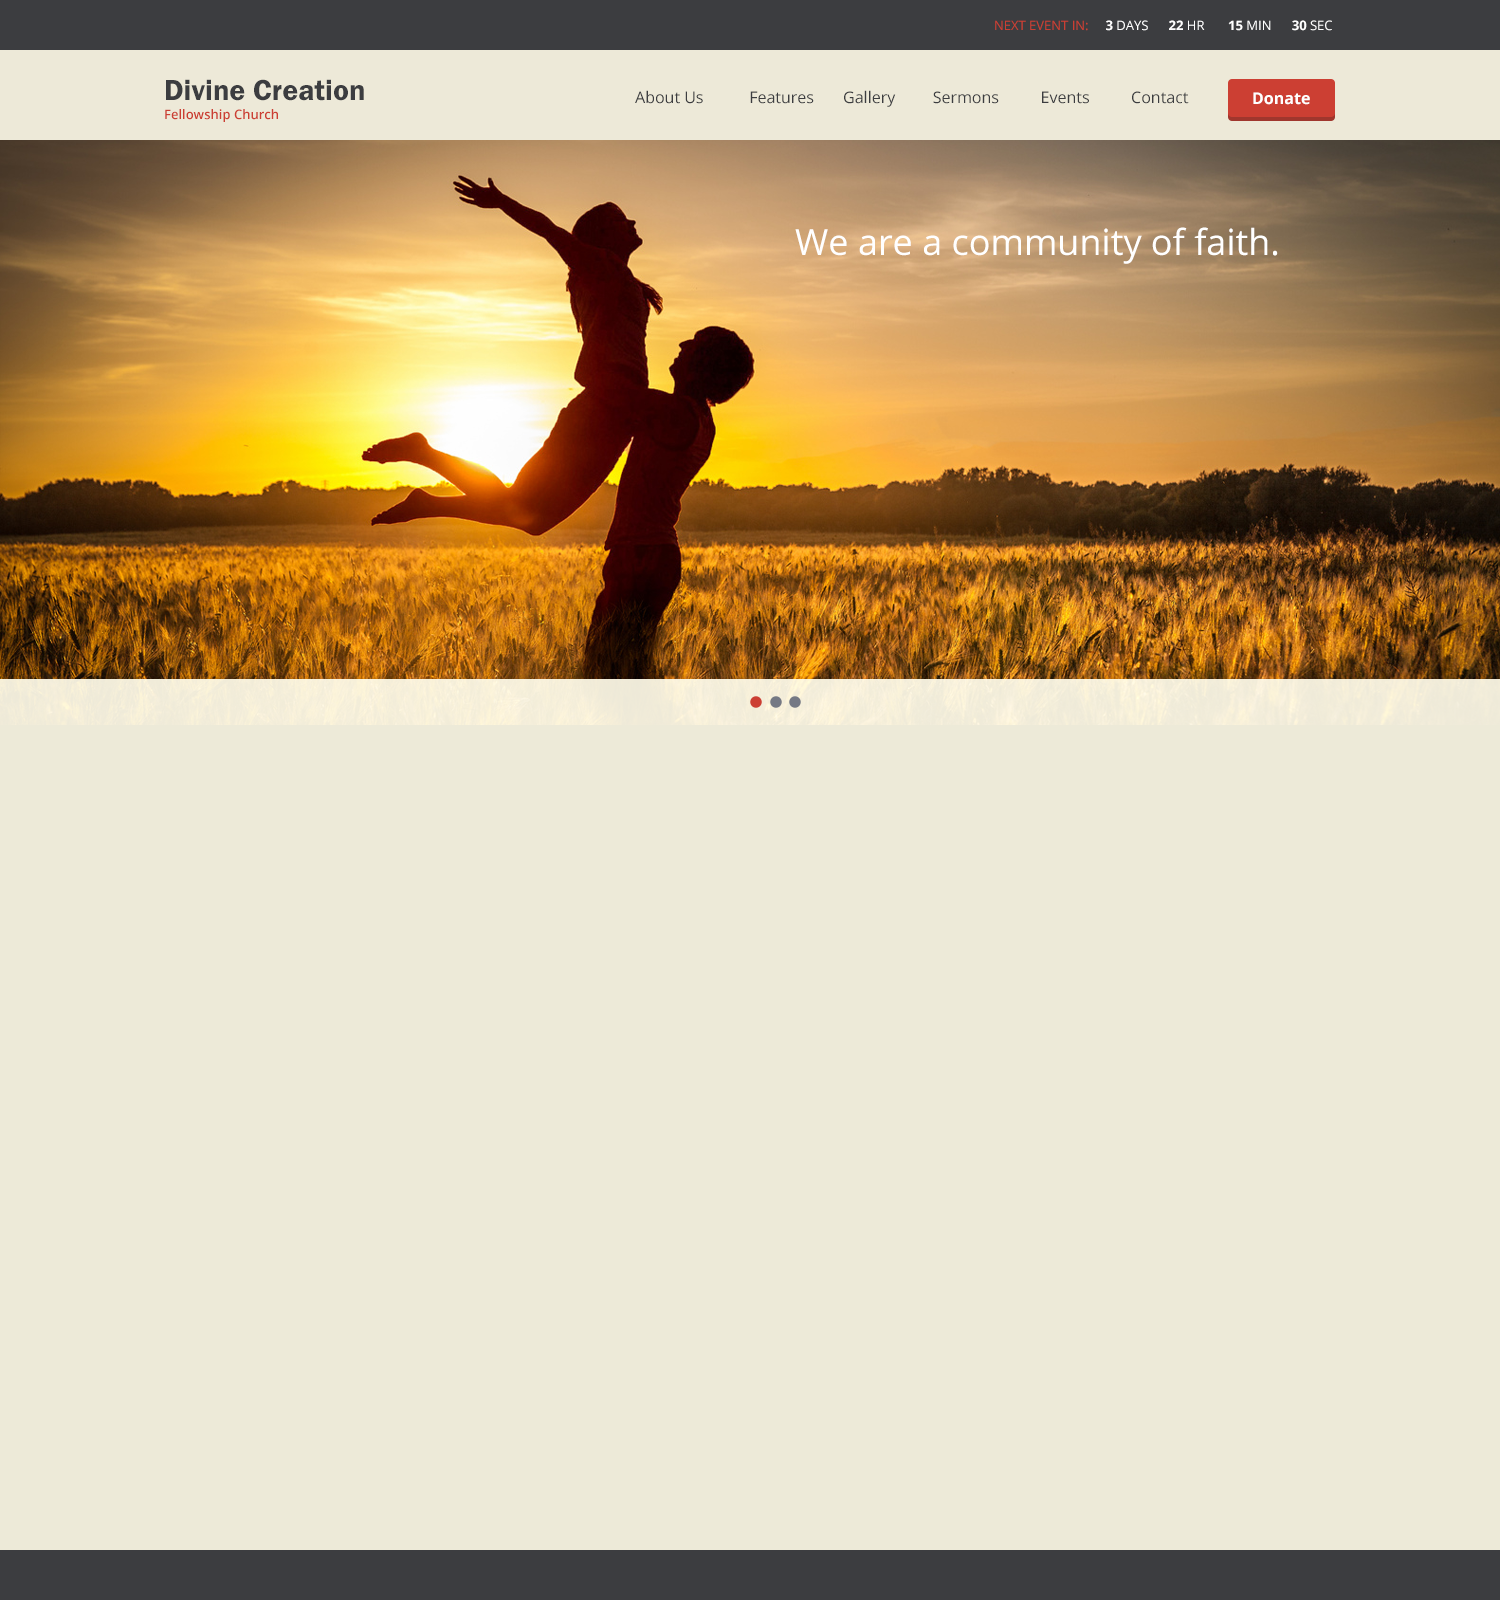 NEXT EVENT IN: 3 DAYS 22 HR 15 MIN 30 SEC
Divine Creation
Fellowship Church
About Us Features Gallery Sermons Events Contact Donate
We are a community of faith.